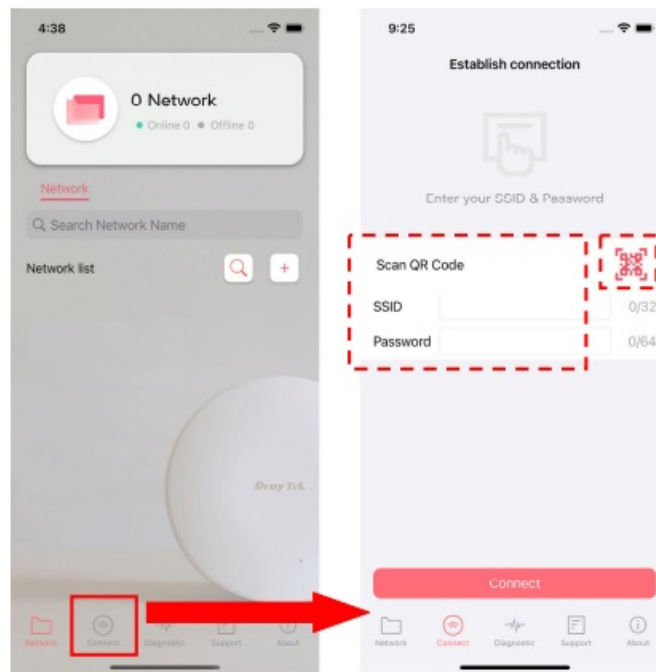 4:38
0 Network
Online 0 Offline 0
Network
Search Network Name
Network list
DrayTek
Network Connect Diagnostic Support About
9:25
Establish connection
Enter your SSID & Password
Scan QR Code
SSID 0/32
Password 0/64
Connect
Network Connect Diagnostic Support About